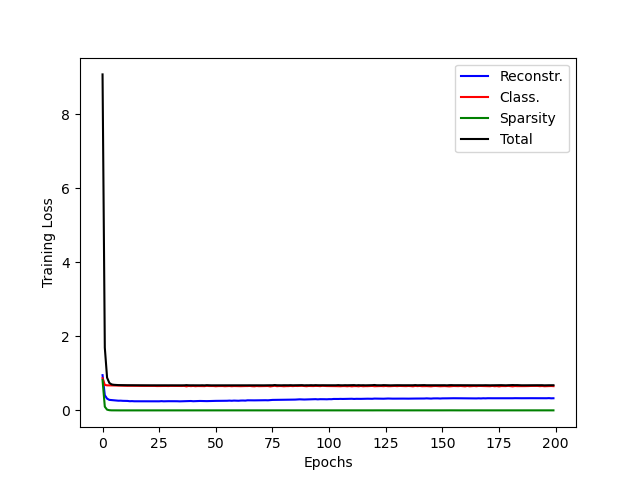 Reconstr.
Class.
Sparsity
Total
Training Loss
8
6
4
2
0
0 25 50 75 100 125 150 175 200
Epochs